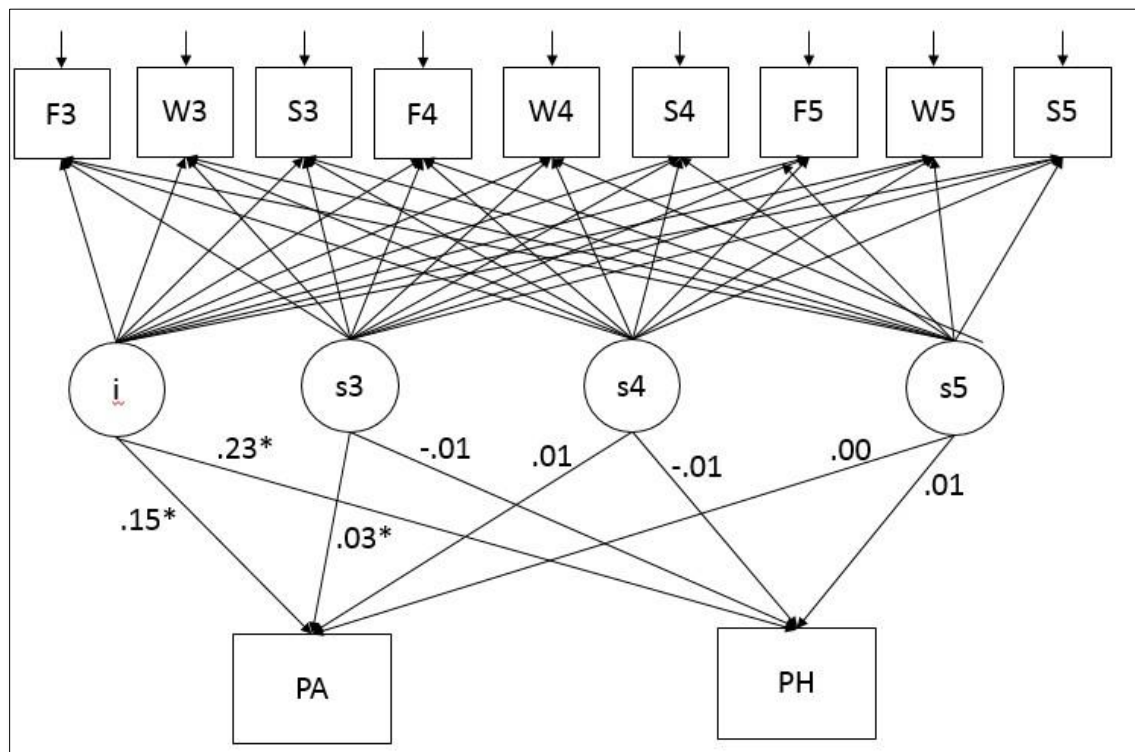 F3 W3 S3 F4 W4 S4 F5 W5 S5
i s3 s4 s5
.23* -.01 .01 -.01 .00 .01
.15* .03*
PA PH